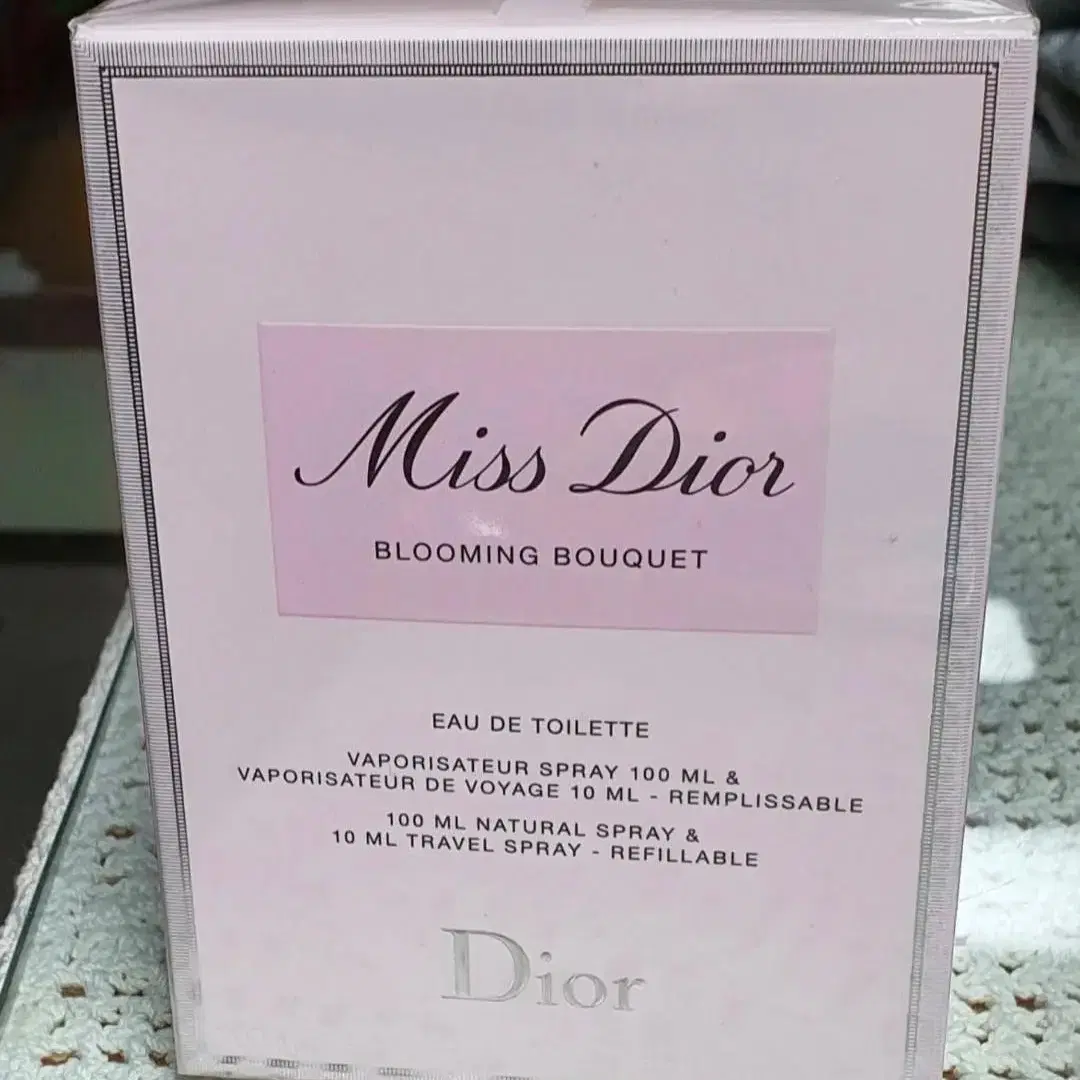 Miss Dior
BLOOMING BOUQUET
EAU DE TOILETTE
VAPORISATEUR SPRAY 100 ML &
VAPORISATEUR DE VOYAGE 10 ML - REMPLISSABLE
100 ML NATURAL SPRAY &
10 ML TRAVEL SPRAY - REFILLABLE
Dior